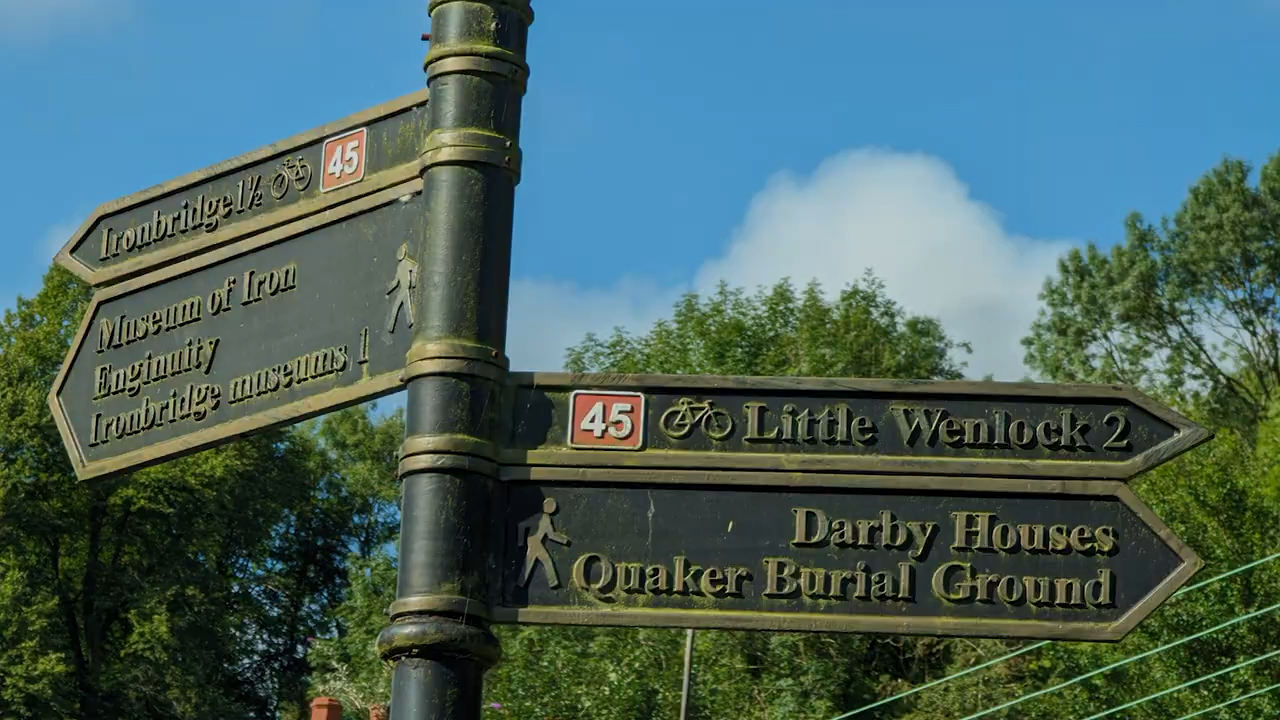 Ironbridge 1½ 45
Museum of Iron
Enginuity
Ironbridge museums 1
45 Little Wenlock 2
Darby Houses
Quaker Burial Ground